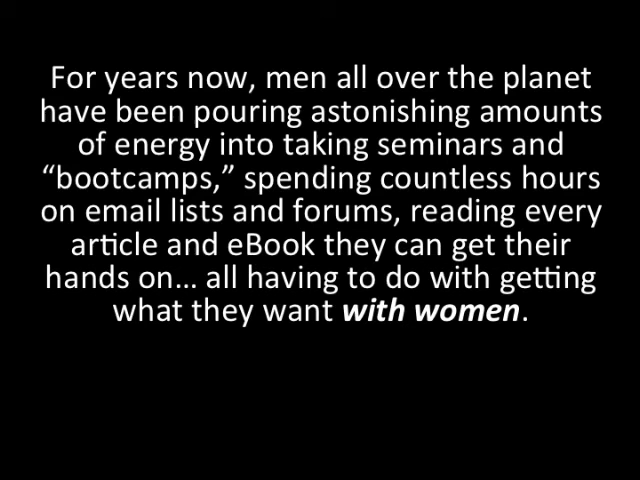 For years now, men all over the planet
have been pouring astonishing amounts
of energy into taking seminars and
“bootcamps,” spending countless hours
on email lists and forums, reading every
article and eBook they can get their
hands on… all having to do with getting
what they want with women.